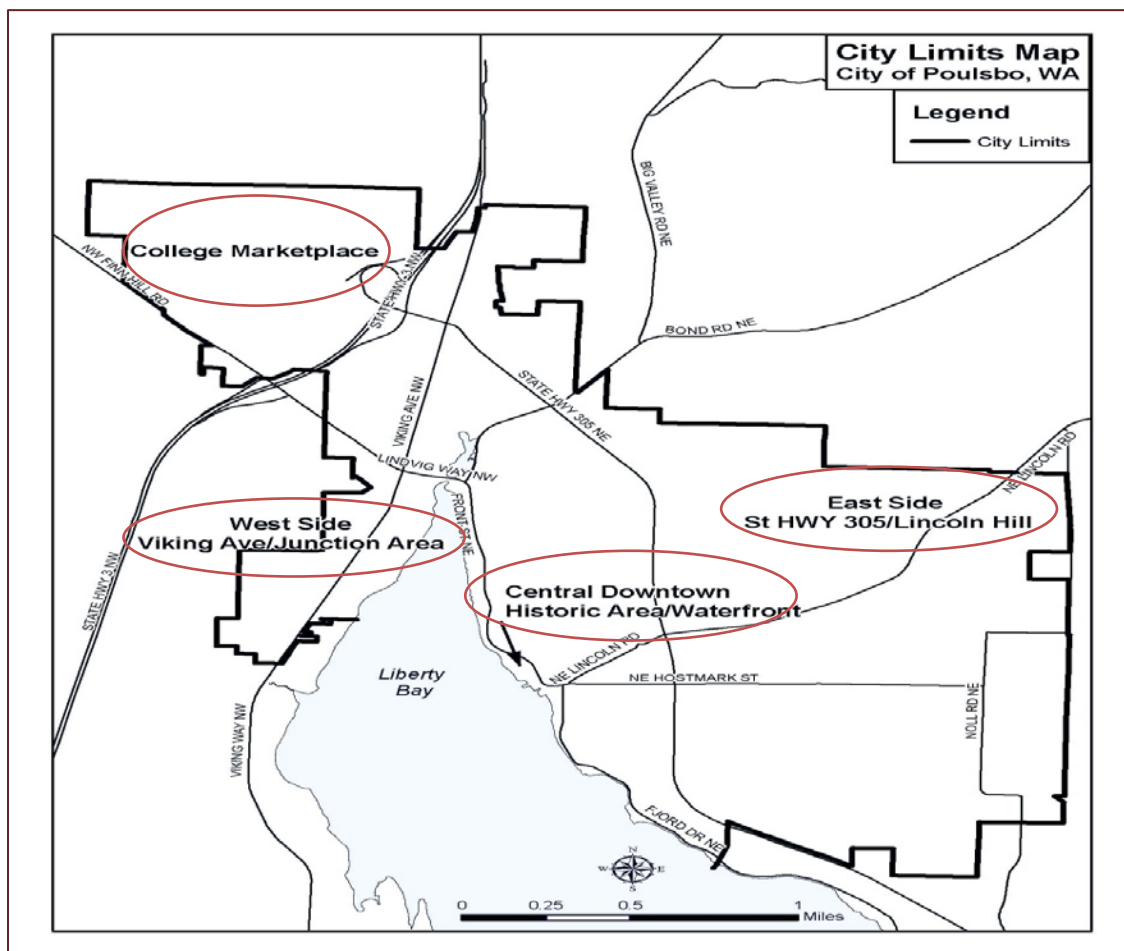 City Limits Map
City of Poulsbo, WA
Legend
City Limits
BIG VALLEY RD NE
College Marketplace
NW FINN HILL RD
STATE HWY 3 NW
BOND RD NE
STATE HWY 305 NE
VIKING AVE NW
LINDVIG WAY NW
NE LINCOLN RD
East Side
St HWY 305/Lincoln Hill
West Side
Viking Ave/Junction Area
FRONT ST NE
STATE HWY 3 NW
Central Downtown
Historic Area/Waterfront
NE LINCOLN RD
NE HOSTMARK ST
Liberty
Bay
NOLL RD NE
VIKING WAY NW
FJORD DR NE
N
W E
S
0 0.25 0.5 1
Miles